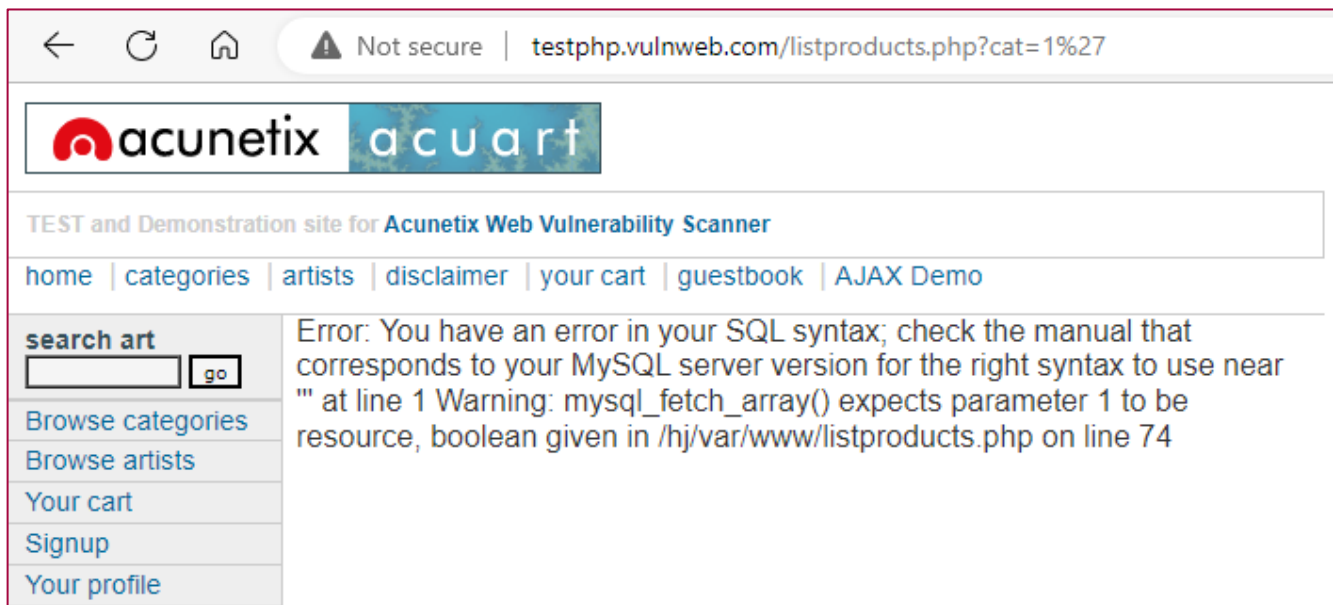 Not secure | testphp.vulnweb.com/listproducts.php?cat=1%27
acunetix acuart
TEST and Demonstration site for Acunetix Web Vulnerability Scanner
home | categories | artists | disclaimer | your cart | guestbook | AJAX Demo
search art
go
Browse categories
Browse artists
Your cart
Signup
Your profile
Error: You have an error in your SQL syntax; check the manual that
corresponds to your MySQL server version for the right syntax to use near
''' at line 1 Warning: mysql_fetch_array() expects parameter 1 to be
resource, boolean given in /hj/var/www/listproducts.php on line 74